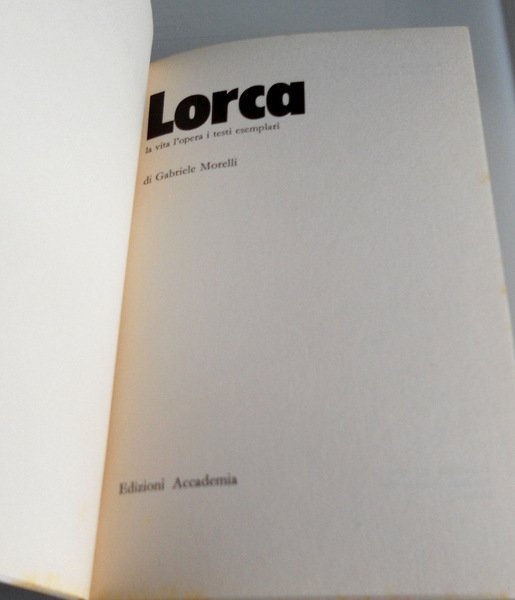 Lorca
la vita l'opera i testi esemplari
di Gabriele Morelli
Edizioni Accademia